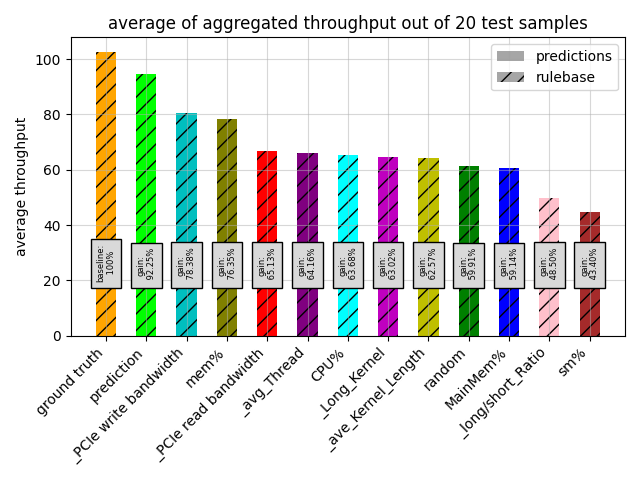 average of aggregated throughput out of 20 test samples
predictions
rulebase
average throughput
100
80
60
40
20
0
baseline:
100%
gain:
92.25%
gain:
78.38%
gain:
76.35%
gain:
65.13%
gain:
64.16%
gain:
63.68%
gain:
63.02%
gain:
62.57%
gain:
59.91%
gain:
59.14%
gain:
48.50%
gain:
43.40%
ground truth
prediction
_PCIe write bandwidth
mem%
_PCIe read bandwidth
_avg_Thread
CPU%
_Long_Kernel
_ave_Kernel_Length
random
MainMem%
_long/short_Ratio
sm%